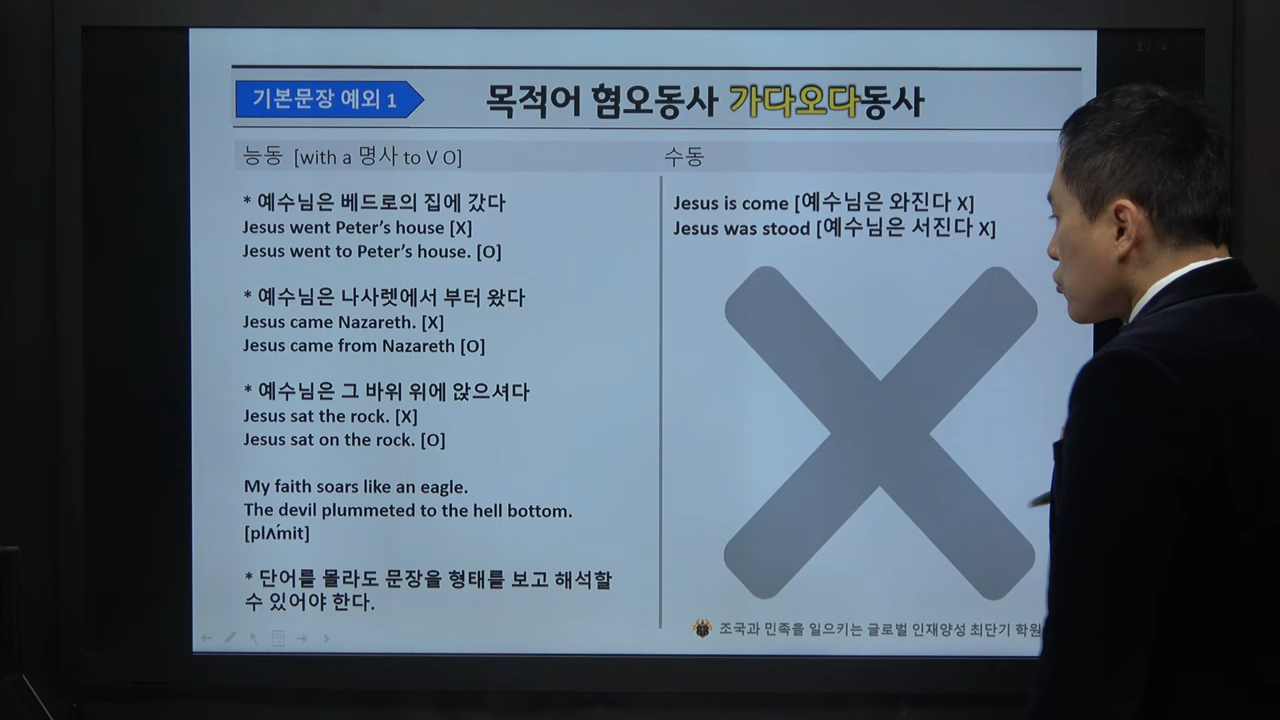 기본문장 예외 1
목적어 혐오동사 가다오다동사
능동 [with a 명사 to V O]
수동
* 예수님은 베드로의 집에 갔다
Jesus went Peter's house [X]
Jesus went to Peter's house. [O]
* 예수님은 나사렛에서 부터 왔다
Jesus came Nazareth. [X]
Jesus came from Nazareth [O]
* 예수님은 그 바위 위에 앉으셔다
Jesus sat the rock. [X]
Jesus sat on the rock. [O]
My faith soars like an eagle.
The devil plummeted to the hell bottom.
[plʌ́mit]
* 단어를 몰라도 문장을 형태를 보고 해석할
수 있어야 한다.
Jesus is come [예수님은 와진다 X]
Jesus was stood [예수님은 서진다 X]
조국과 민족을 일으키는 글로벌 인재양성 최단기 학원